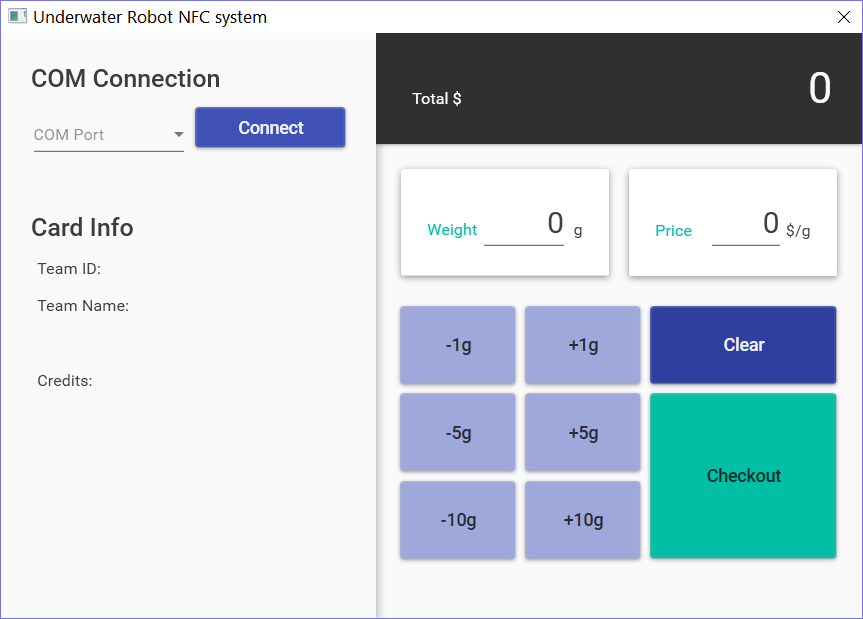 Underwater Robot NFC system
COM Connection
COM Port
Connect
Card Info
Team ID:
Team Name:
Credits:
Total $
0
Weight
0
g
Price
0
$/g
-1g
+1g
Clear
-5g
+5g
Checkout
-10g
+10g